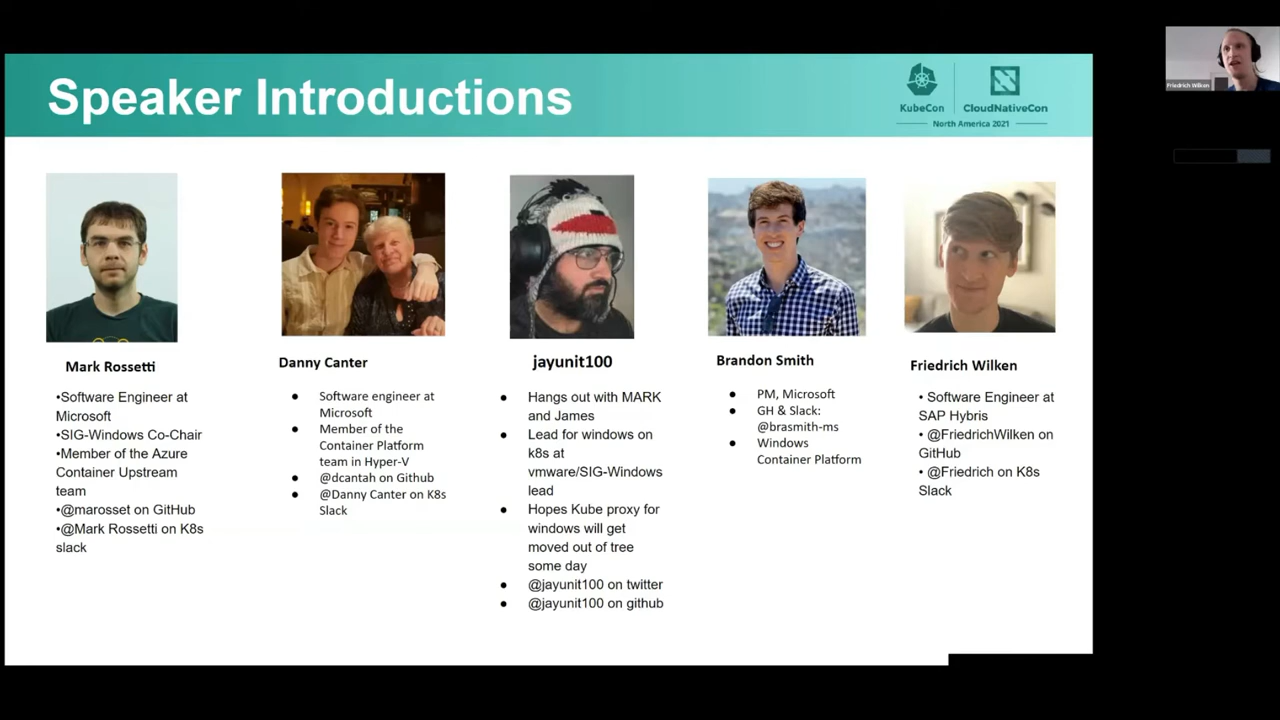 Speaker Introductions
KubeCon
CloudNativeCon
North America 2021
Friedrich Wilken
Mark Rossetti
•Software Engineer at
Microsoft
•SIG-Windows Co-Chair
•Member of the Azure
Container Upstream
team
•@marosset on GitHub
•@Mark Rossetti on K8s
slack
Danny Canter
● Software engineer at
Microsoft
● Member of the
Container Platform
team in Hyper-V
● @dcantah on Github
● @Danny Canter on K8s
Slack
jayunit100
● Hangs out with MARK
and James
● Lead for windows on
k8s at
vmware/SIG-Windows
lead
● Hopes Kube proxy for
windows will get
moved out of tree
some day
● @jayunit100 on twitter
● @jayunit100 on github
Brandon Smith
● PM, Microsoft
● GH & Slack:
@brasmith-ms
● Windows
Container Platform
Friedrich Wilken
• Software Engineer at
SAP Hybris
• @FriedrichWilken on
GitHub
• @Friedrich on K8s
Slack